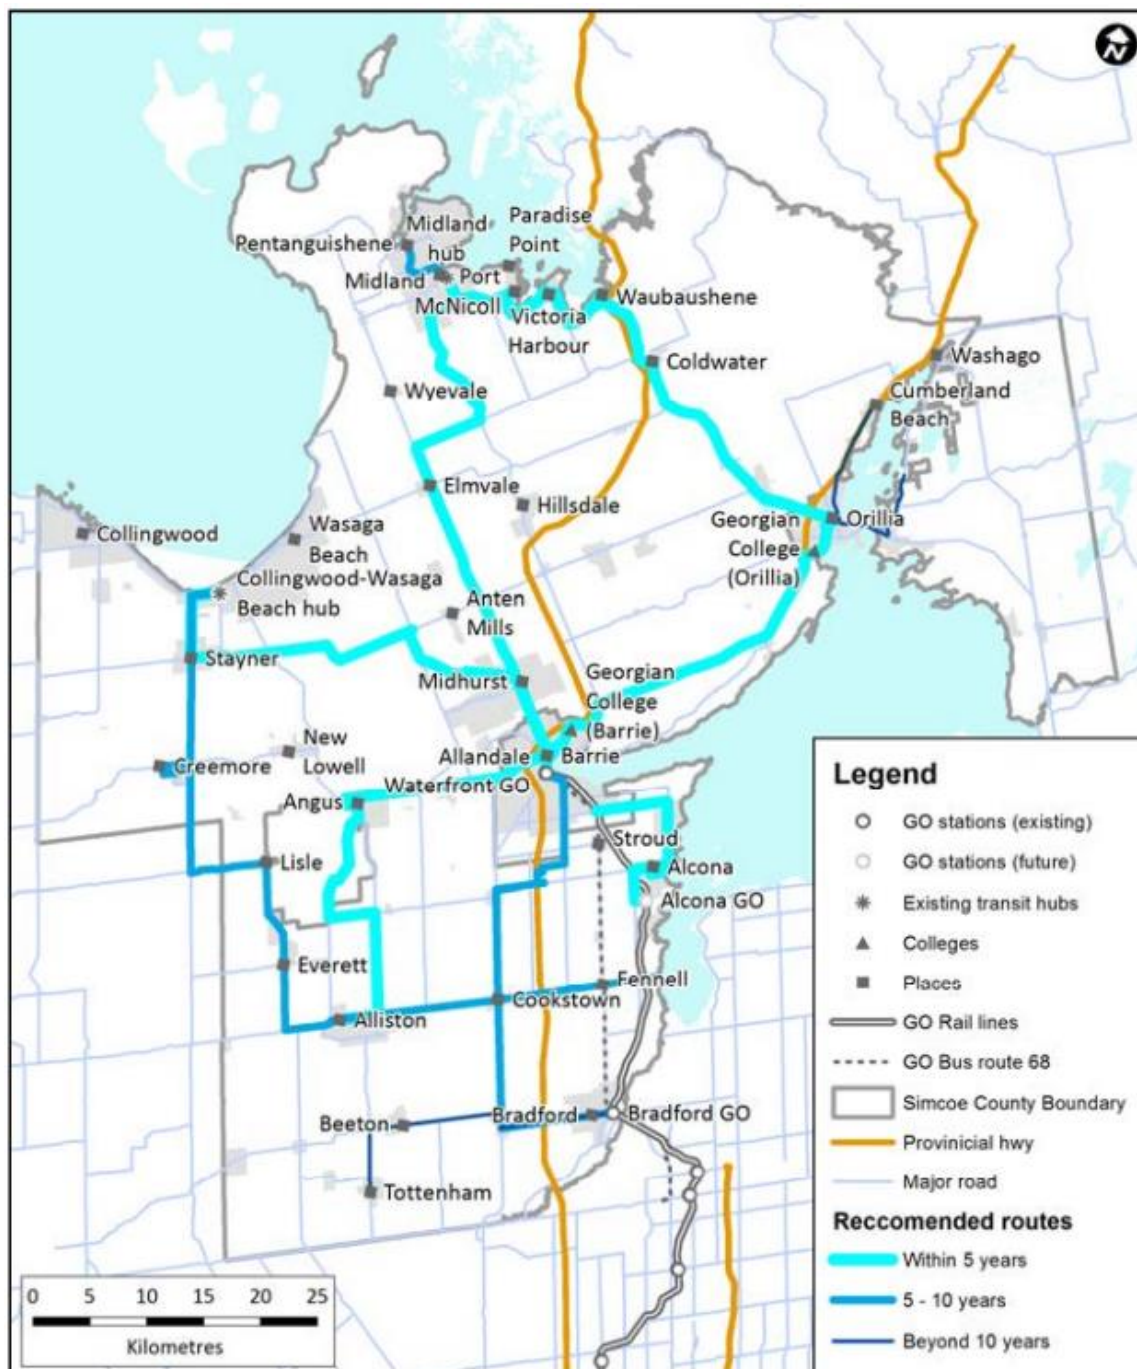 N
Paradise
Point
Midland
hub
Pentanguishene
Midland
Port
McNicoll
Victoria
Harbour
Waubaushene
Coldwater
Washago
Cumberland
Beach
Wyevale
Elmvale
Hillsdale
Collingwood
Wasaga
Beach
Georgian
College
(Orillia)
Orillia
Collingwood-Wasaga
Beach hub
Anten
Mills
Stayner
Midhurst
Georgian
College
(Barrie)
New
Lowell
Creemore
Allandale
Waterfront GO
Barrie
Angus
Stroud
Lisle
Alcona
Alcona GO
Everett
Fennell
Cookstown
Alliston
Beeton
Bradford
Bradford GO
Tottenham
Legend
GO stations (existing)
GO stations (future)
Existing transit hubs
Colleges
Places
GO Rail lines
GO Bus route 68
Simcoe County Boundary
Provinicial hwy
Major road
Reccomended routes
Within 5 years
5 - 10 years
Beyond 10 years
0 5 10 15 20 25
Kilometres